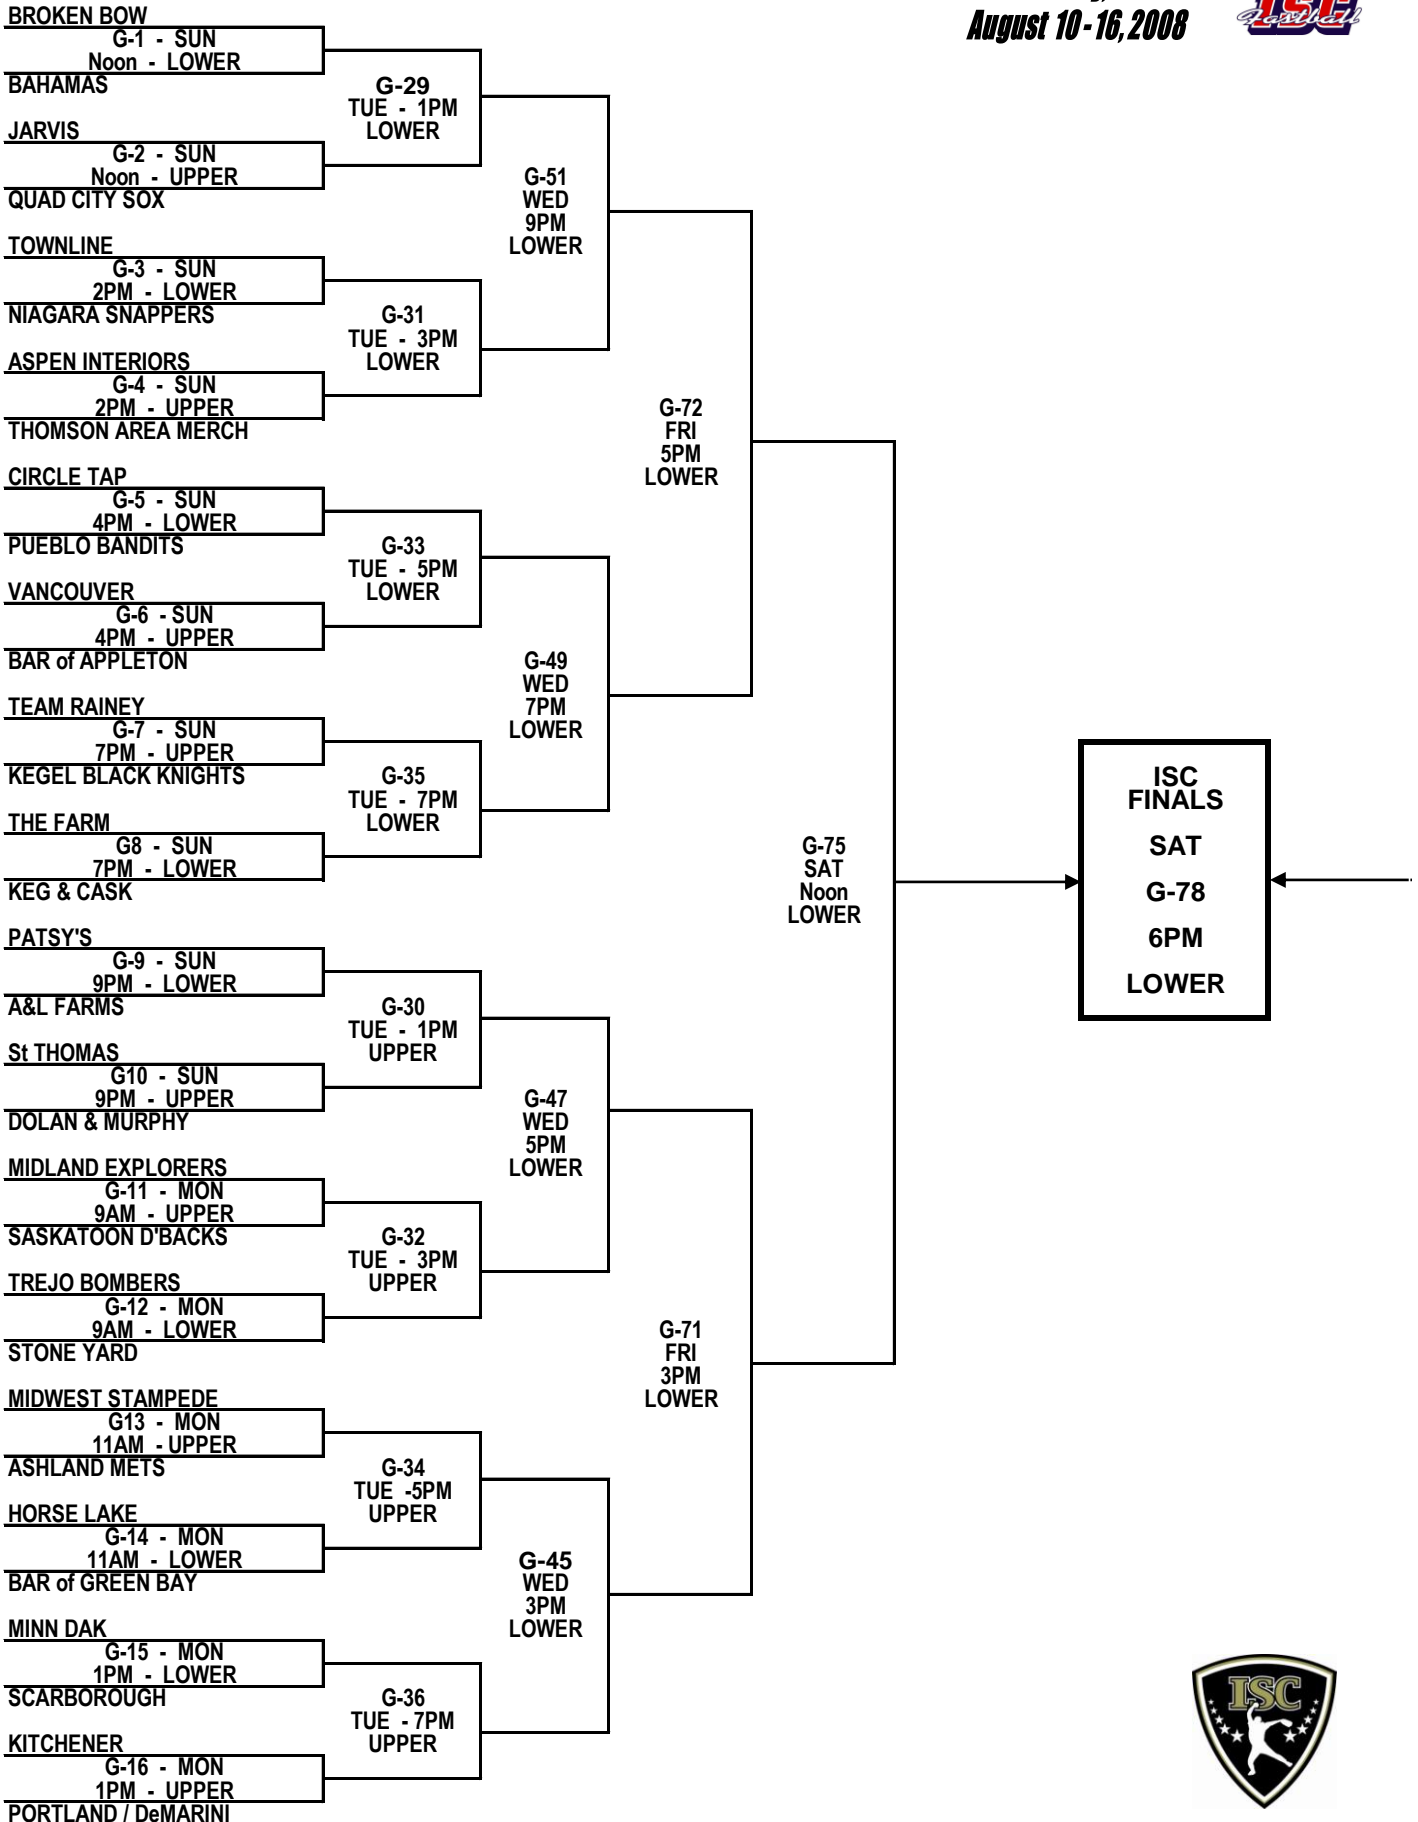 August 10-16, 2008
ISC
Fastball
BROKEN BOW
G-1 - SUN
Noon - LOWER
BAHAMAS
G-29
TUE - 1PM
LOWER
JARVIS
G-2 - SUN
Noon - UPPER
QUAD CITY SOX
G-51
WED
9PM
LOWER
TOWNLINE
G-3 - SUN
2PM - LOWER
NIAGARA SNAPPERS
G-31
TUE - 3PM
LOWER
ASPEN INTERIORS
G-4 - SUN
2PM - UPPER
THOMSON AREA MERCH
G-72
FRI
5PM
LOWER
CIRCLE TAP
G-5 - SUN
4PM - LOWER
PUEBLO BANDITS
G-33
TUE - 5PM
LOWER
VANCOUVER
G-6 - SUN
4PM - UPPER
BAR of APPLETON
G-49
WED
7PM
LOWER
TEAM RAINEY
G-7 - SUN
7PM - UPPER
KEGEL BLACK KNIGHTS
G-35
TUE - 7PM
LOWER
THE FARM
G8 - SUN
7PM - LOWER
KEG & CASK
G-75
SAT
Noon
LOWER
ISC
FINALS
SAT
G-78
6PM
LOWER
PATSY'S
G-9 - SUN
9PM - LOWER
A&L FARMS
G-30
TUE - 1PM
UPPER
St THOMAS
G10 - SUN
9PM - UPPER
DOLAN & MURPHY
G-47
WED
5PM
LOWER
MIDLAND EXPLORERS
G-11 - MON
9AM - UPPER
SASKATOON D'BACKS
G-32
TUE - 3PM
UPPER
TREJO BOMBERS
G-12 - MON
9AM - LOWER
STONE YARD
G-71
FRI
3PM
LOWER
MIDWEST STAMPEDE
G13 - MON
11AM - UPPER
ASHLAND METS
G-34
TUE -5PM
UPPER
HORSE LAKE
G-14 - MON
11AM - LOWER
BAR of GREEN BAY
G-45
WED
3PM
LOWER
MINN DAK
G-15 - MON
1PM - LOWER
SCARBOROUGH
G-36
TUE - 7PM
UPPER
KITCHENER
G-16 - MON
1PM - UPPER
PORTLAND / DeMARINI
ISC